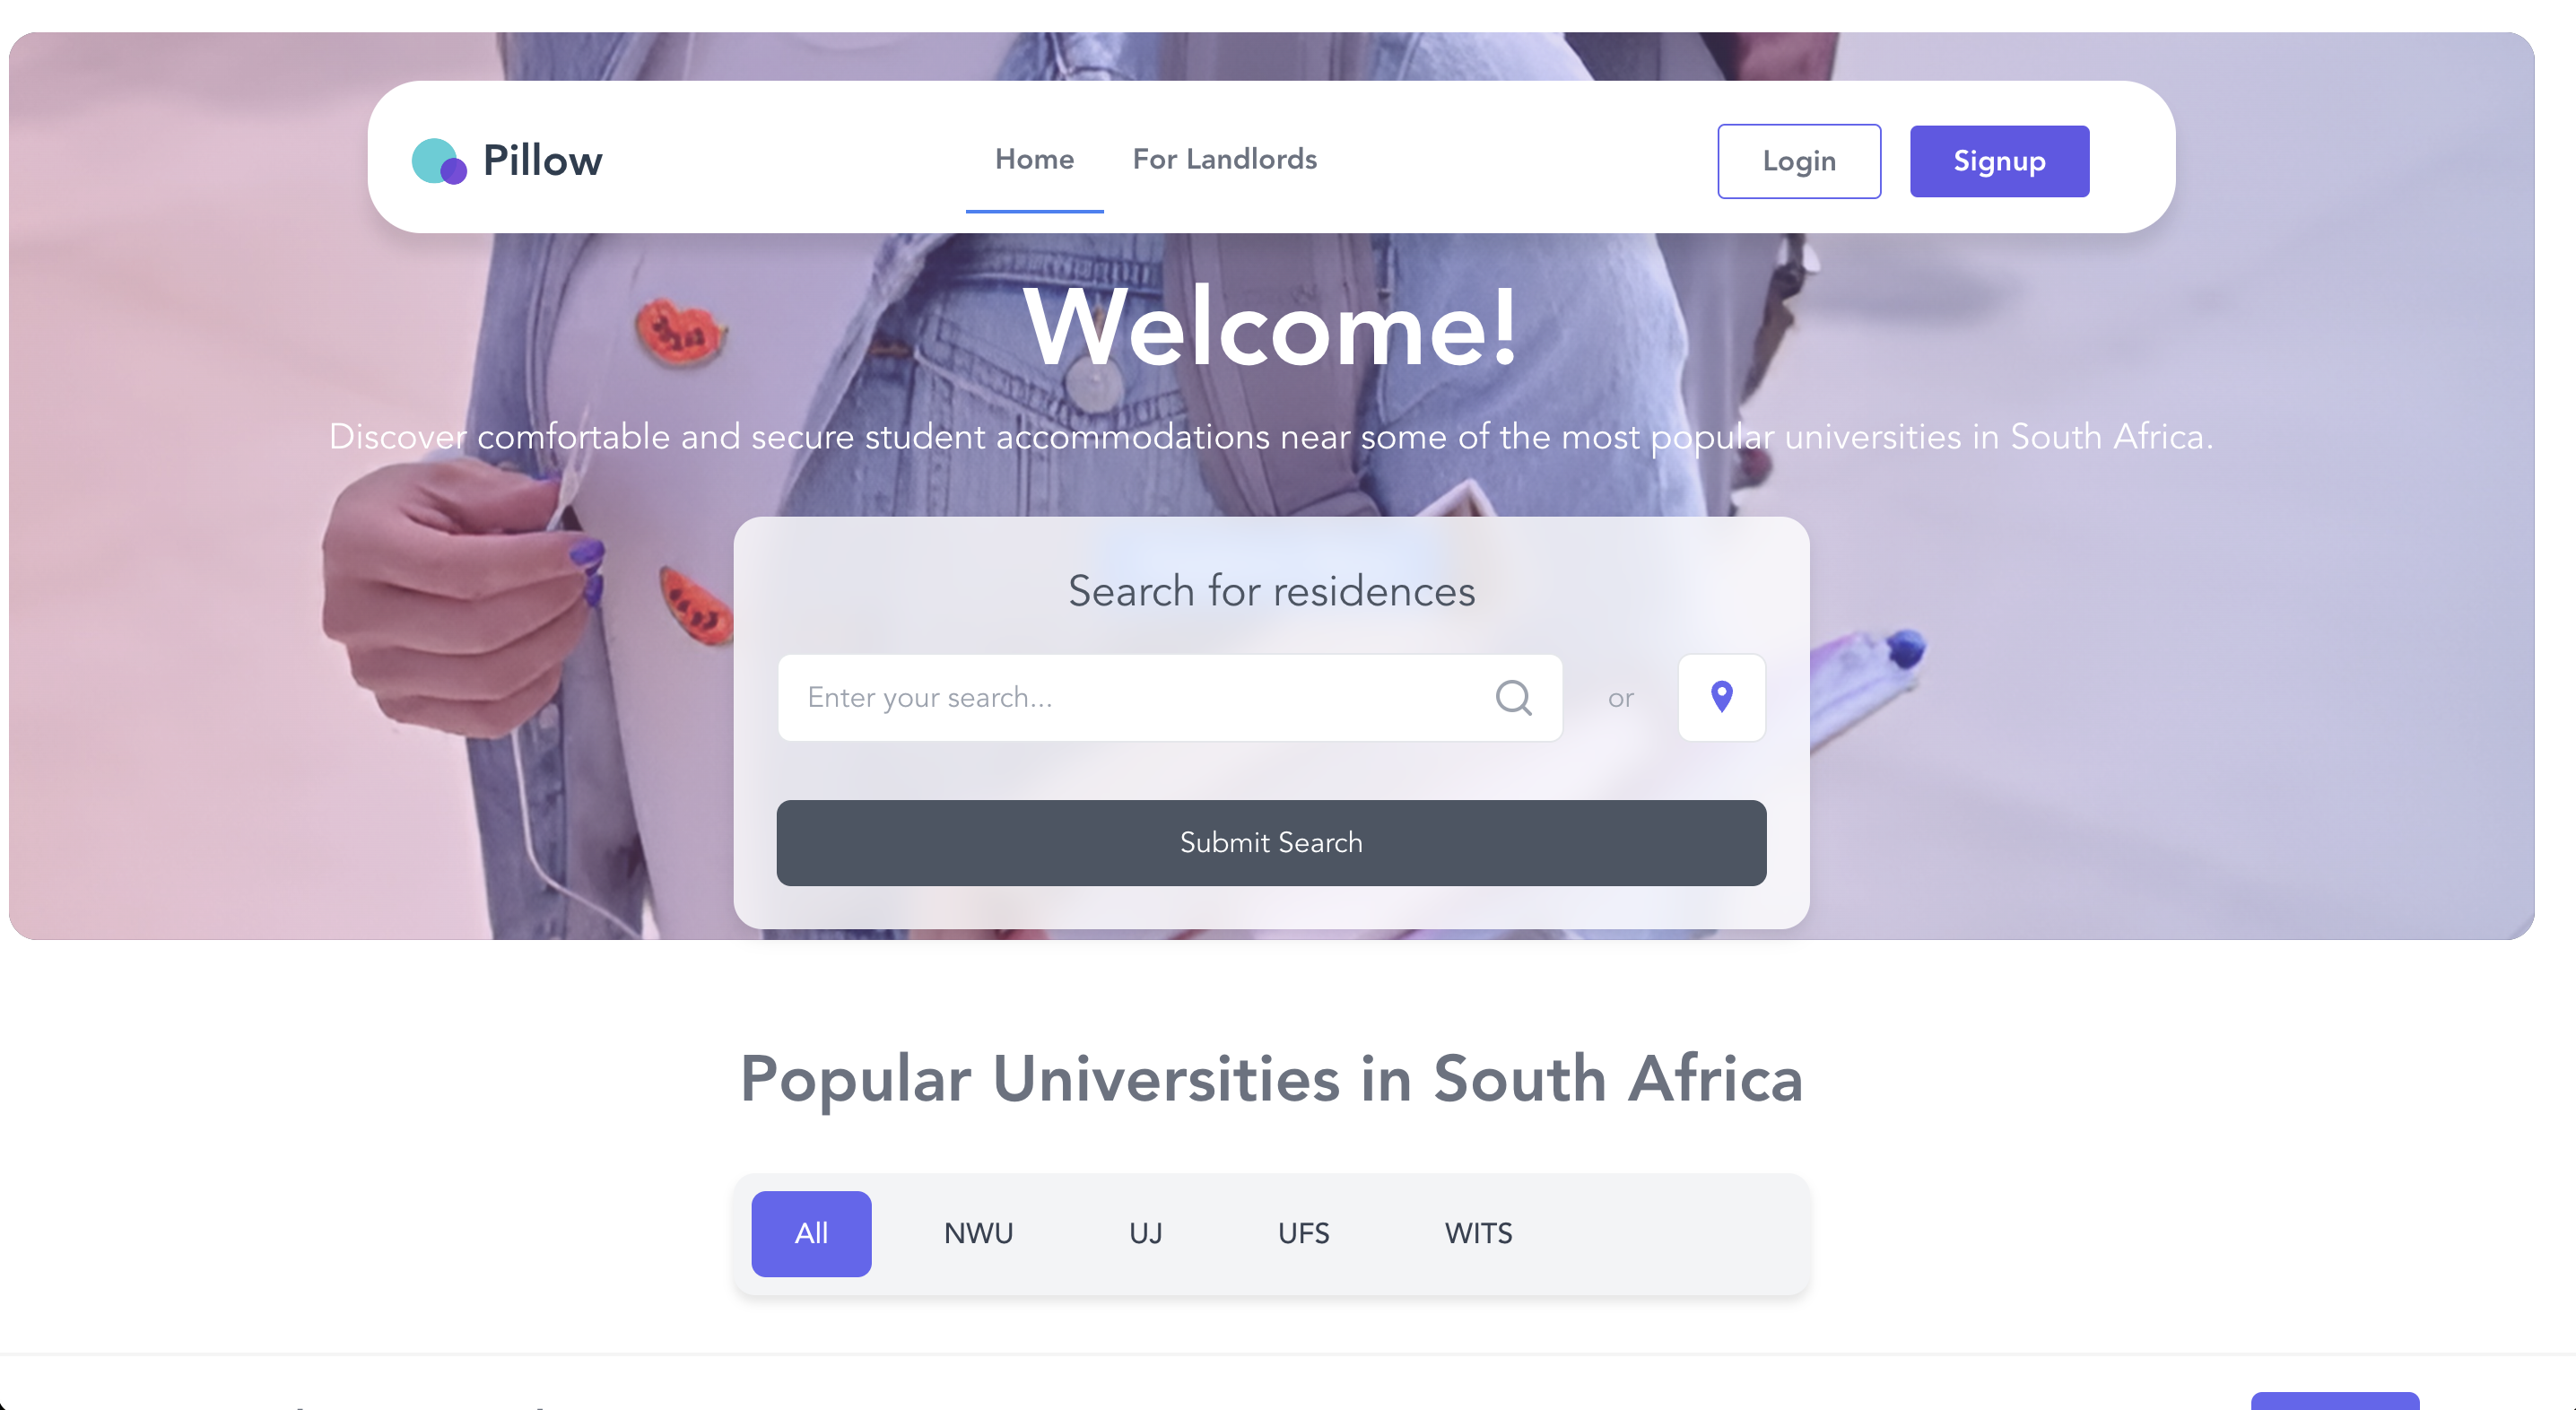 Pillow
Home For Landlords
Login Signup
Welcome!
Discover comfortable and secure student accommodations near some of the most popular universities in South Africa.
Search for residences
Enter your search...
or
Submit Search
Popular Universities in South Africa
All NWU UJ UFS WITS